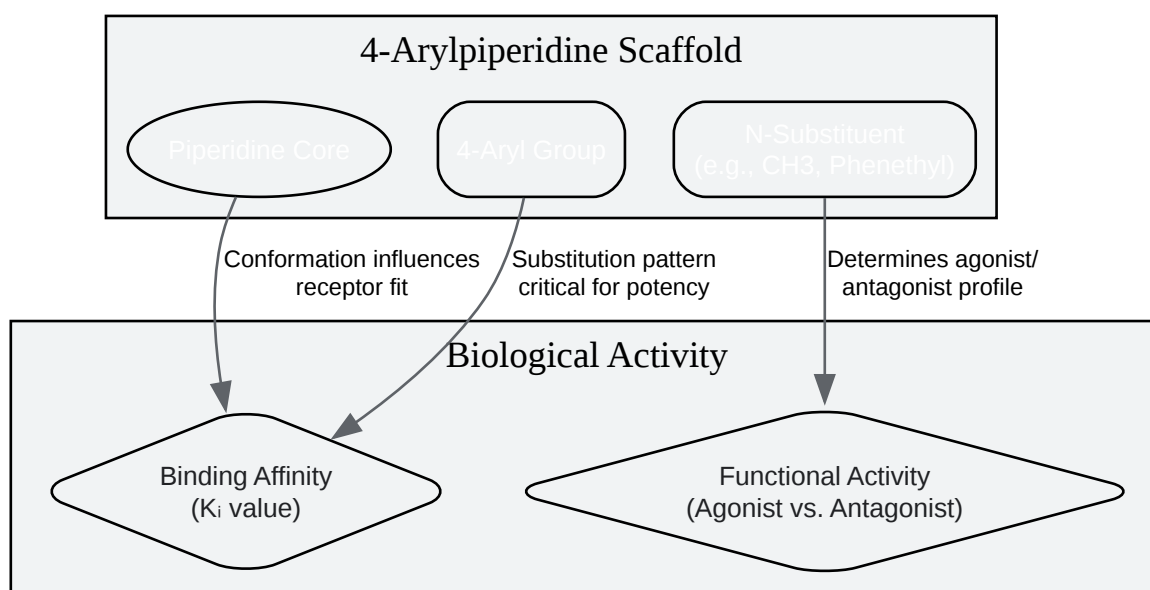 4-Arylpiperidine Scaffold
Piperidine Core
4-Aryl Group
N-Substituent
(e.g., CH3, Phenethyl)
Conformation influences
receptor fit
Substitution pattern
critical for potency
Determines agonist/
antagonist profile
Biological Activity
Binding Affinity
(Kᵢ value)
Functional Activity
(Agonist vs. Antagonist)